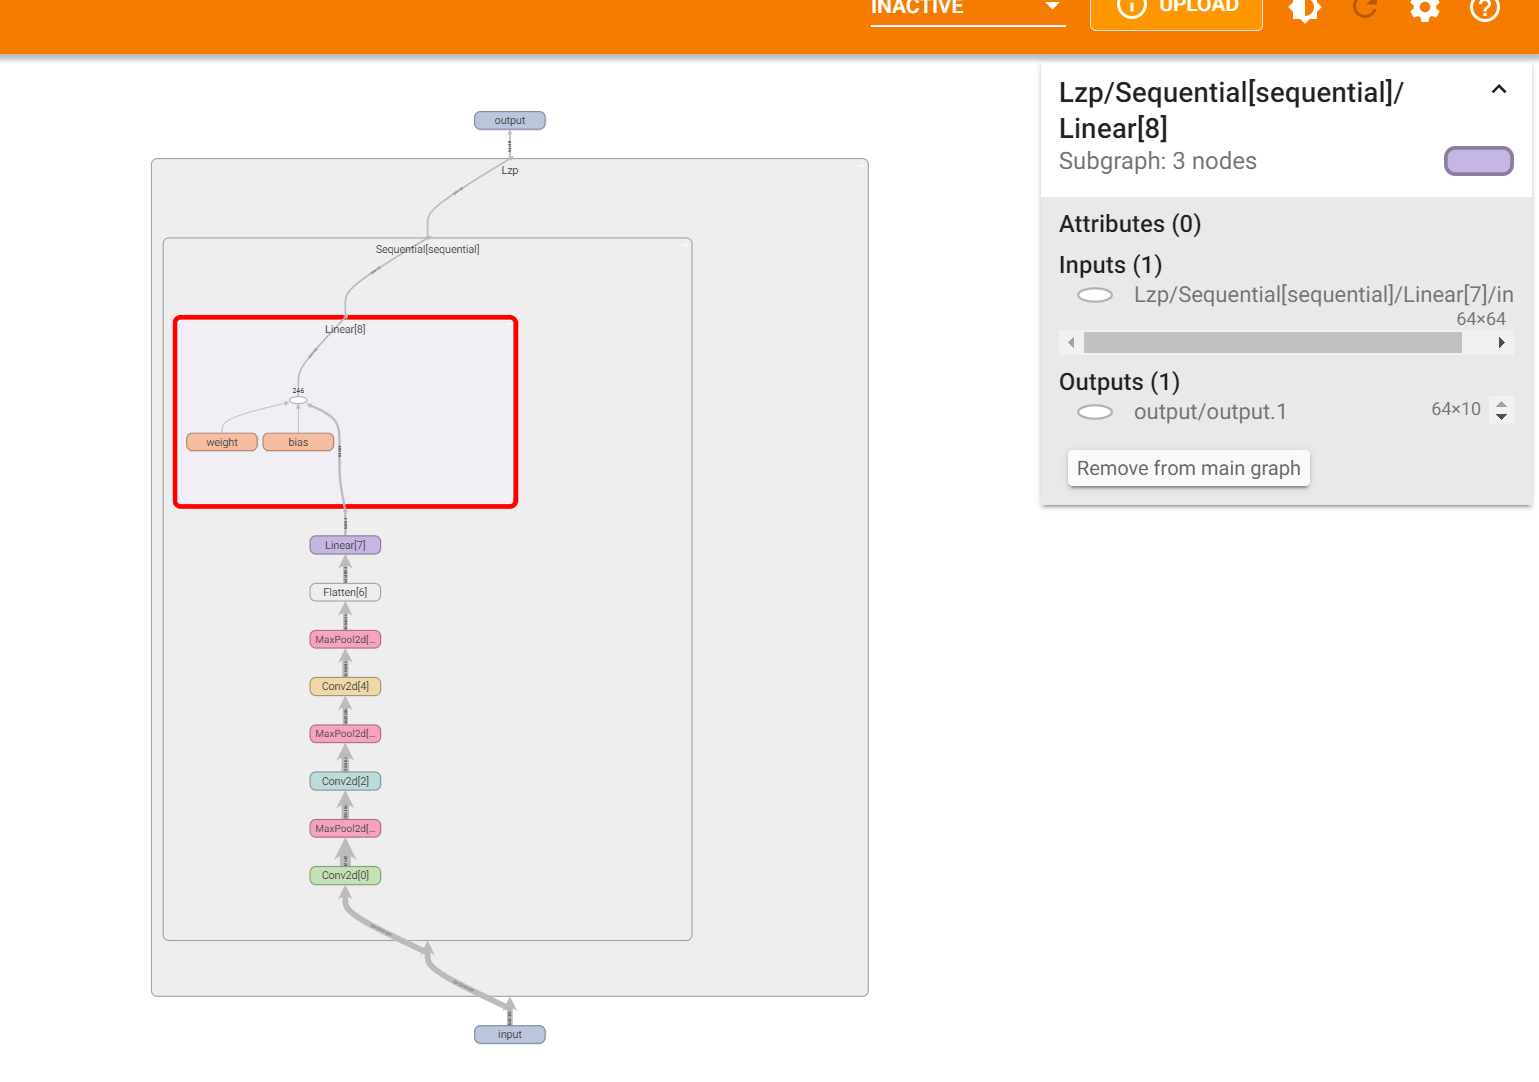 INACTIVE
UPLOAD
output
Lzp
Sequential[sequential]
Linear[8]
246
weight
bias
Linear[7]
Flatten[6]
MaxPool2d[...
Conv2d[4]
MaxPool2d[...
Conv2d[2]
MaxPool2d[...
Conv2d[0]
input
Lzp/Sequential[sequential]/
Linear[8]
Subgraph: 3 nodes
Attributes (0)
Inputs (1)
Lzp/Sequential[sequential]/Linear[7]/in
64×64
Outputs (1)
output/output.1
64×10
Remove from main graph